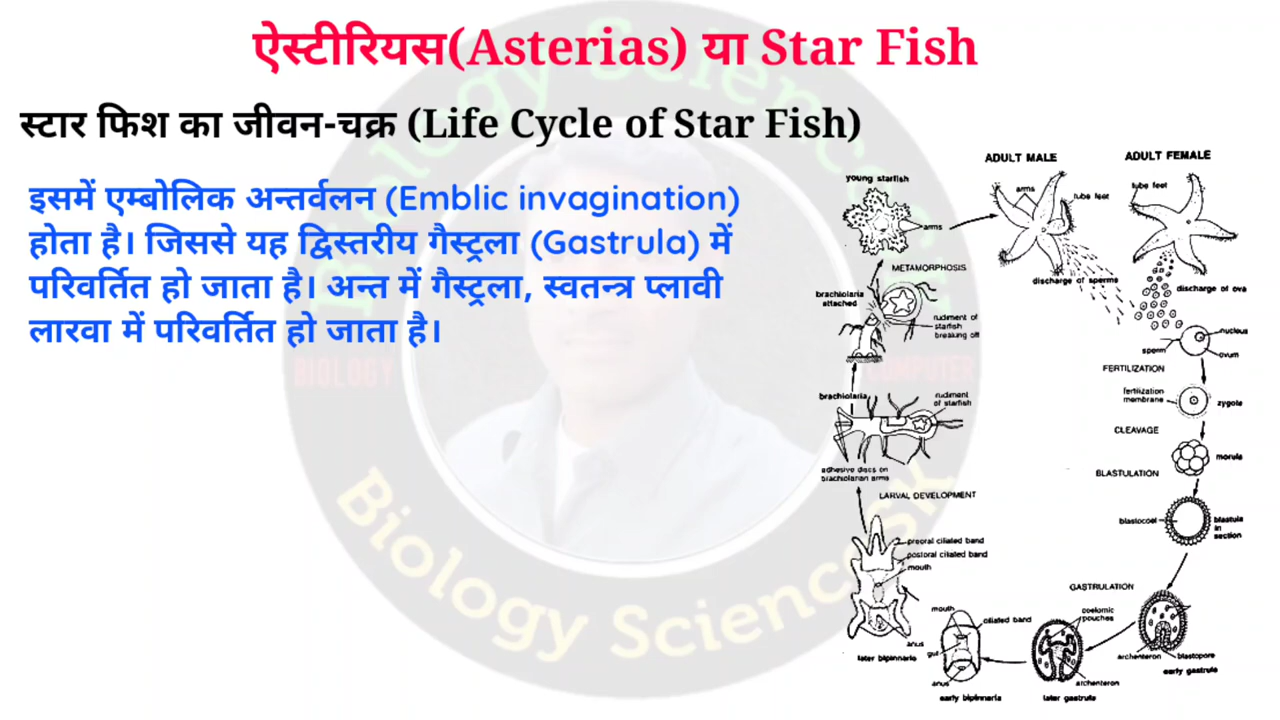 ऐस्टीरियस(Asterias) या Star Fish
स्टार फिश का जीवन-चक्र (Life Cycle of Star Fish)
इसमें एम्बोलिक अन्तर्वलन (Emblic invagination)
होता है। जिससे यह द्विस्तरीय गैस्ट्रला (Gastrula) में
परिवर्तित हो जाता है। अन्त में गैस्ट्रला, स्वतन्त्र प्लावी
लारवा में परिवर्तित हो जाता है।
ADULT MALE
ADULT FEMALE
young starfish
arms
tube feet
tube feet
arms
METAMORPHOSIS
discharge of sperms
discharge of ova
brachiolaria
attached
rudiment of
starfish
breaking off
nucleus
sperm
ovum
FERTILIZATION
fertilization
membrane
zygote
brachiolaria
rudiment
of starfish
CLEAVAGE
morula
adhesive discs on
brachiolarian arms
BLASTULATION
LARVAL DEVELOPMENT
blastocoel
blastula
in
section
preoral ciliated band
postoral ciliated band
mouth
GASTRULATION
mouth
ciliated band
coelomic
pouches
anus
gut
later bipinnaria
archenteron
blastopore
early gastrula
anus
archenteron
early bipinnaria
later gastrula
BIOLOGY
COMPUTER
Biology Science